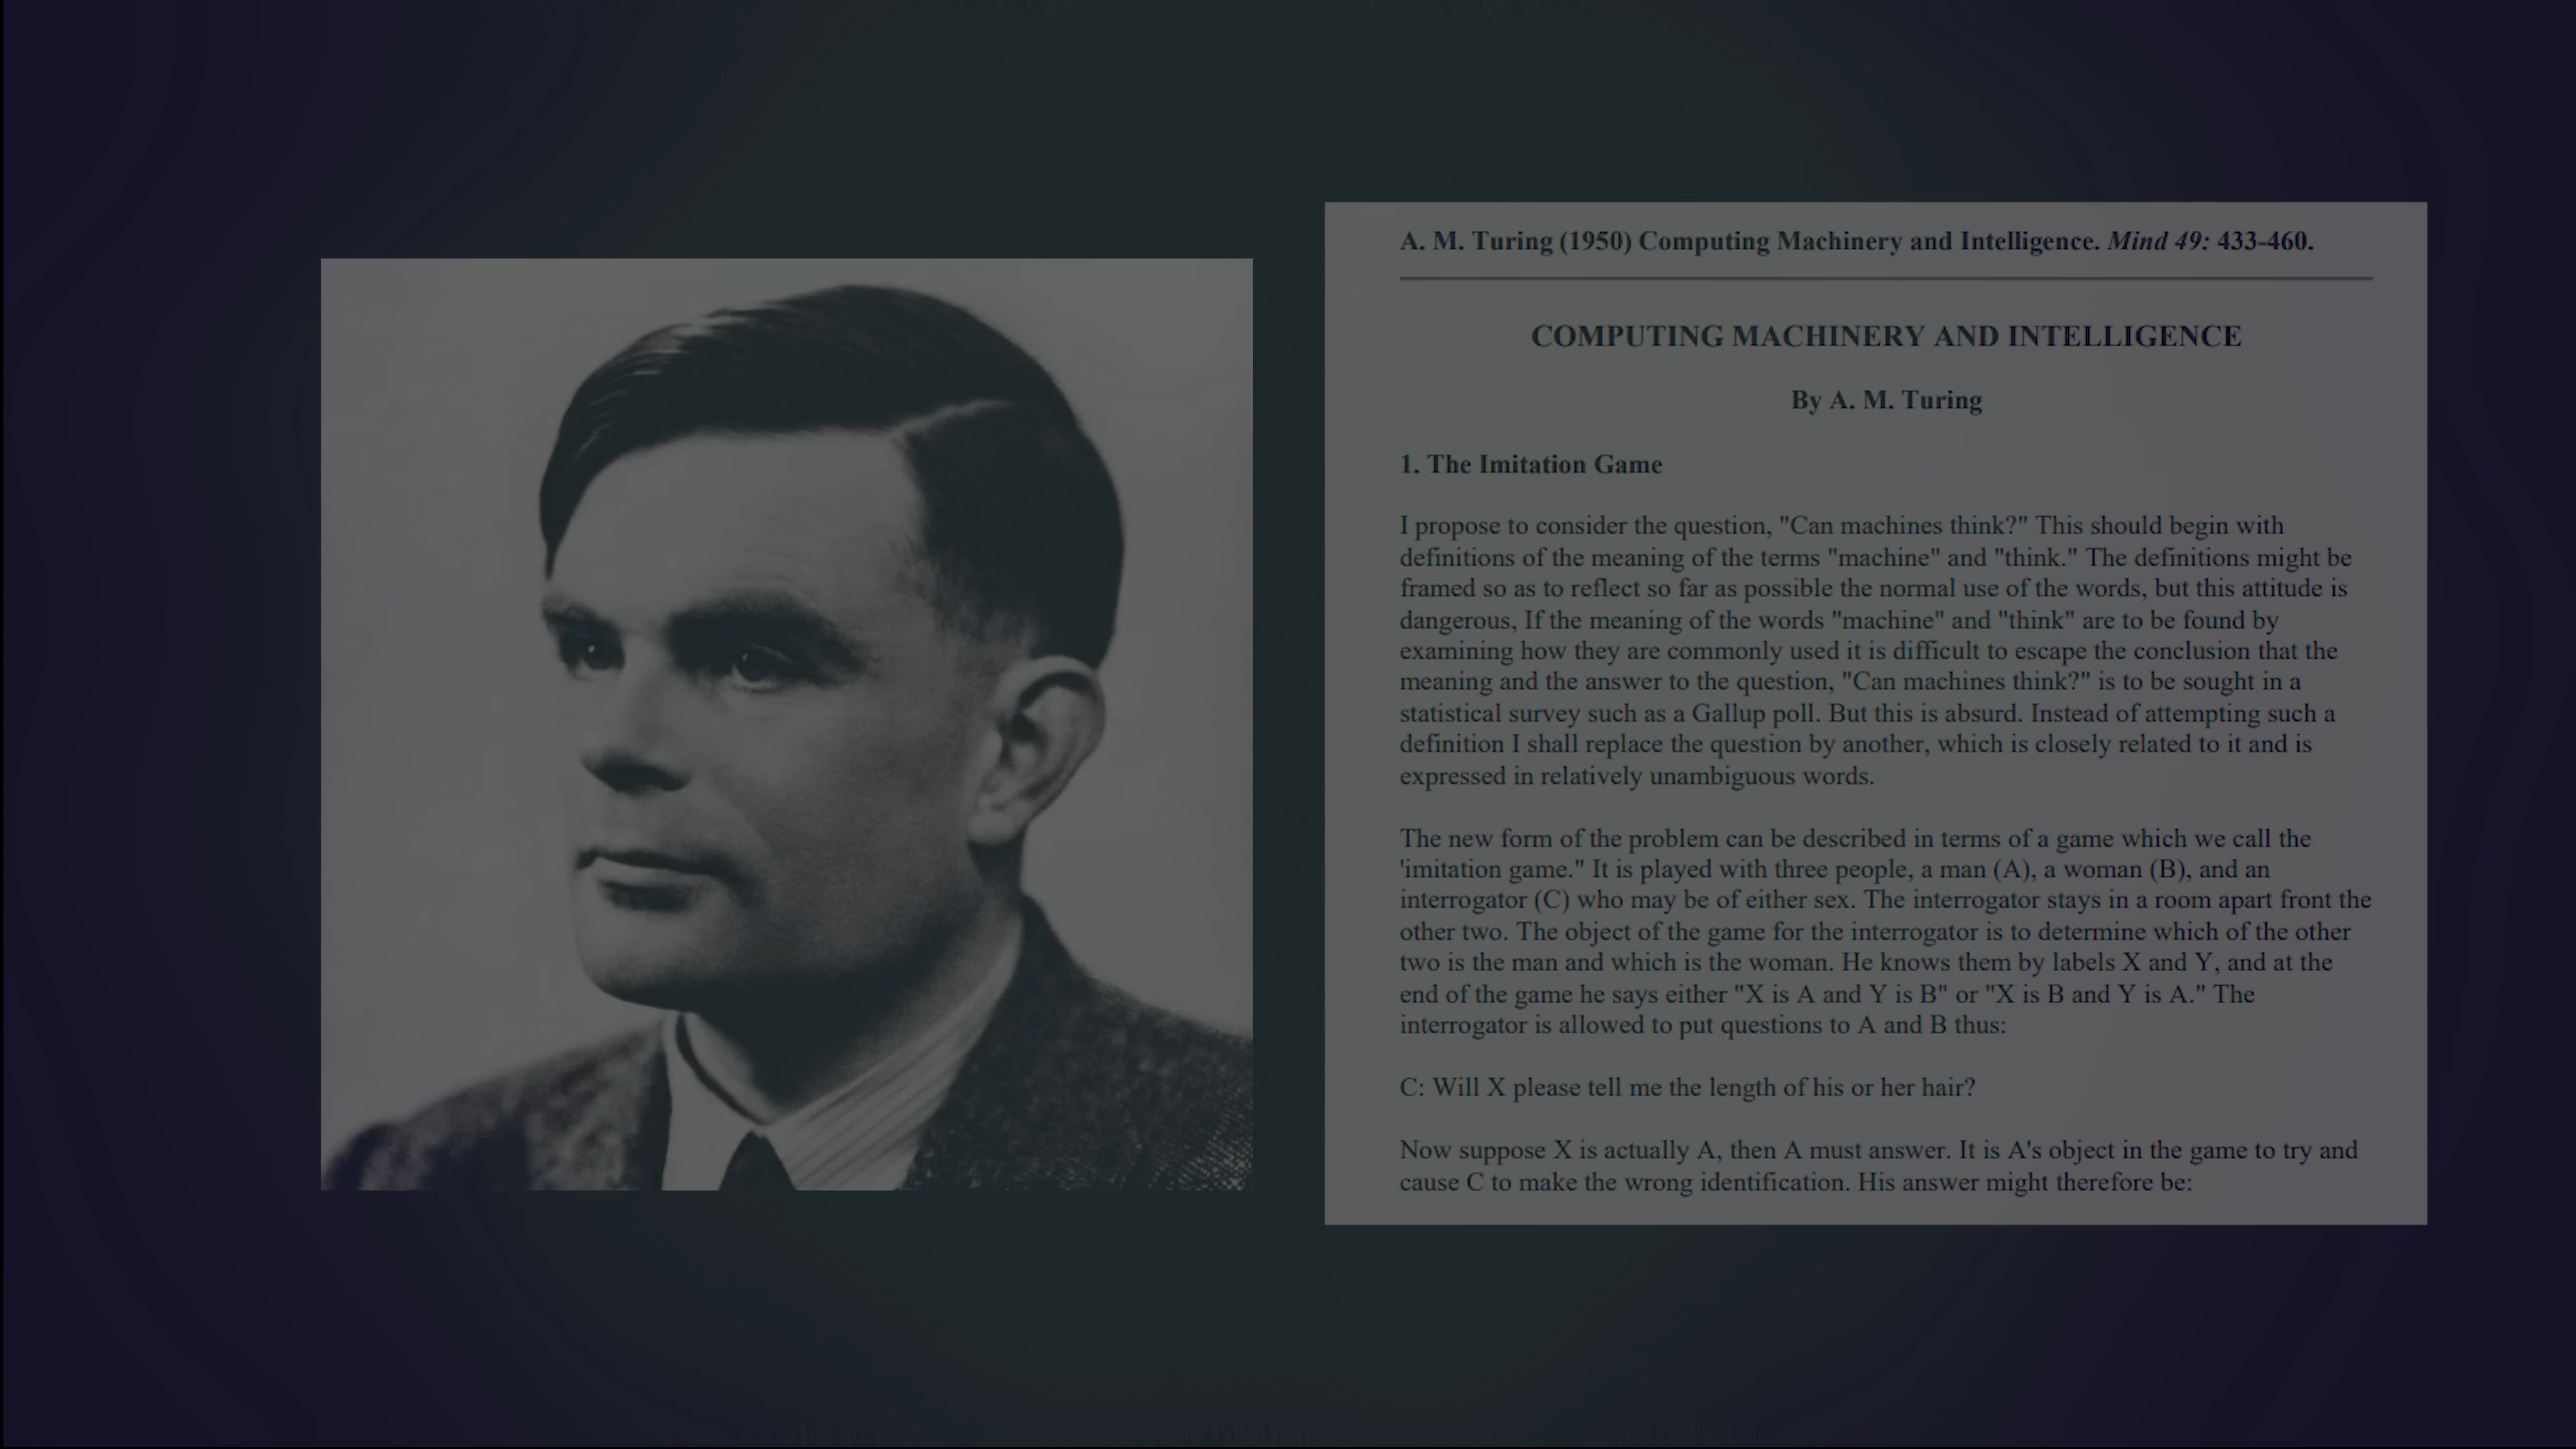 A. M. Turing (1950) Computing Machinery and Intelligence. Mind 49: 433-460.
COMPUTING MACHINERY AND INTELLIGENCE
By A. M. Turing
1. The Imitation Game
I propose to consider the question, "Can machines think?" This should begin with
definitions of the meaning of the terms "machine" and "think." The definitions might be
framed so as to reflect so far as possible the normal use of the words, but this attitude is
dangerous, If the meaning of the words "machine" and "think" are to be found by
examining how they are commonly used it is difficult to escape the conclusion that the
meaning and the answer to the question, "Can machines think?" is to be sought in a
statistical survey such as a Gallup poll. But this is absurd. Instead of attempting such a
definition I shall replace the question by another, which is closely related to it and is
expressed in relatively unambiguous words.
The new form of the problem can be described in terms of a game which we call the
'imitation game." It is played with three people, a man (A), a woman (B), and an
interrogator (C) who may be of either sex. The interrogator stays in a room apart front the
other two. The object of the game for the interrogator is to determine which of the other
two is the man and which is the woman. He knows them by labels X and Y, and at the
end of the game he says either "X is A and Y is B" or "X is B and Y is A." The
interrogator is allowed to put questions to A and B thus:
C: Will X please tell me the length of his or her hair?
Now suppose X is actually A, then A must answer. It is A's object in the game to try and
cause C to make the wrong identification. His answer might therefore be: